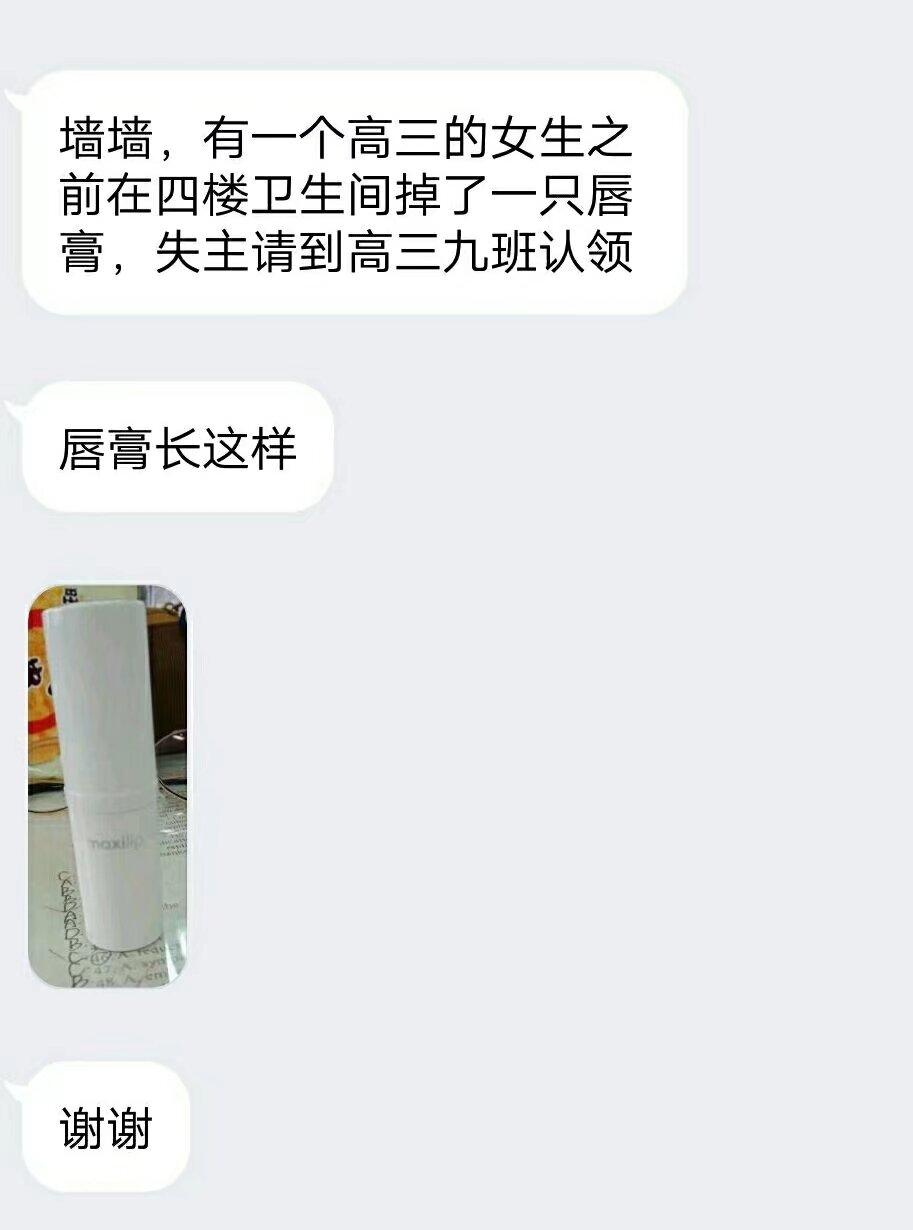 墙墙，有一个高三的女生之
前在四楼卫生间掉了一只唇
膏，失主请到高三九班认领
唇膏长这样
maxilip
谢谢